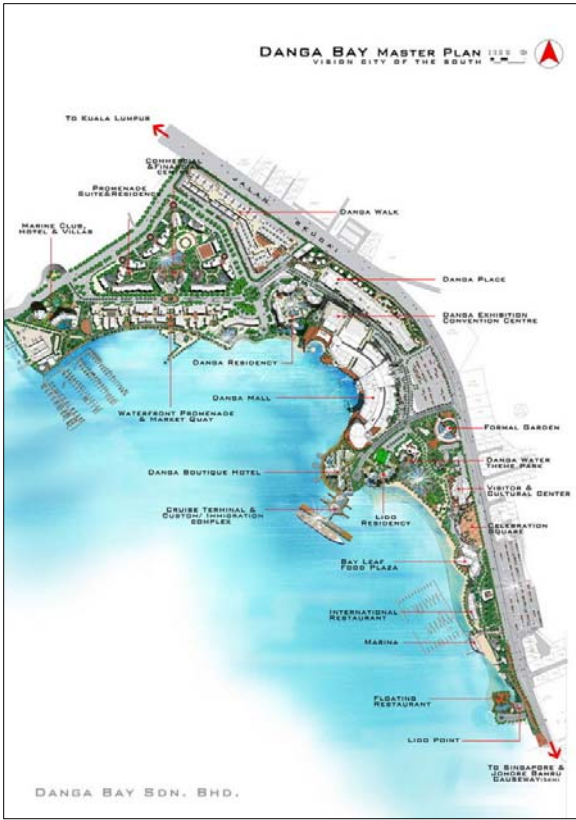 DANGA BAY MASTER PLAN
VISION CITY OF THE SOUTH
TO KUALA LUMPUR
COMMERCIAL
&FINANCIAL
CENTRE
PROMENADE
SUITE&RESIDENCY
JALAN SKUDAI
DANGA WALK
MARINE CLUB,
HOTEL & VILLAS
DANGA PLACE
DANGA EXHIBITION
CONVENTION CENTRE
DANGA RESIDENCY
DANGA MALL
WATERFRONT PROMENADE
& MARKET QUAY
FORMAL GARDEN
DANGA WATER
THEME PARK
DANGA BOUTIQUE HOTEL
VISITOR &
CULTURAL CENTER
CRUISE TERMINAL &
CUSTOM/ IMMIGRATION
COMPLEX
LIDO
RESIDENCY
CELEBRATION
SQUARE
BAY LEAF
FOOD PLAZA
INTERNATIONAL
RESTAURANT
MARINA
FLOATING
RESTAURANT
LIDO POINT
TO SINGAPORE &
JOHORE BAHRU
CAUSEWAY(5KM)
DANGA BAY SDN. BHD.